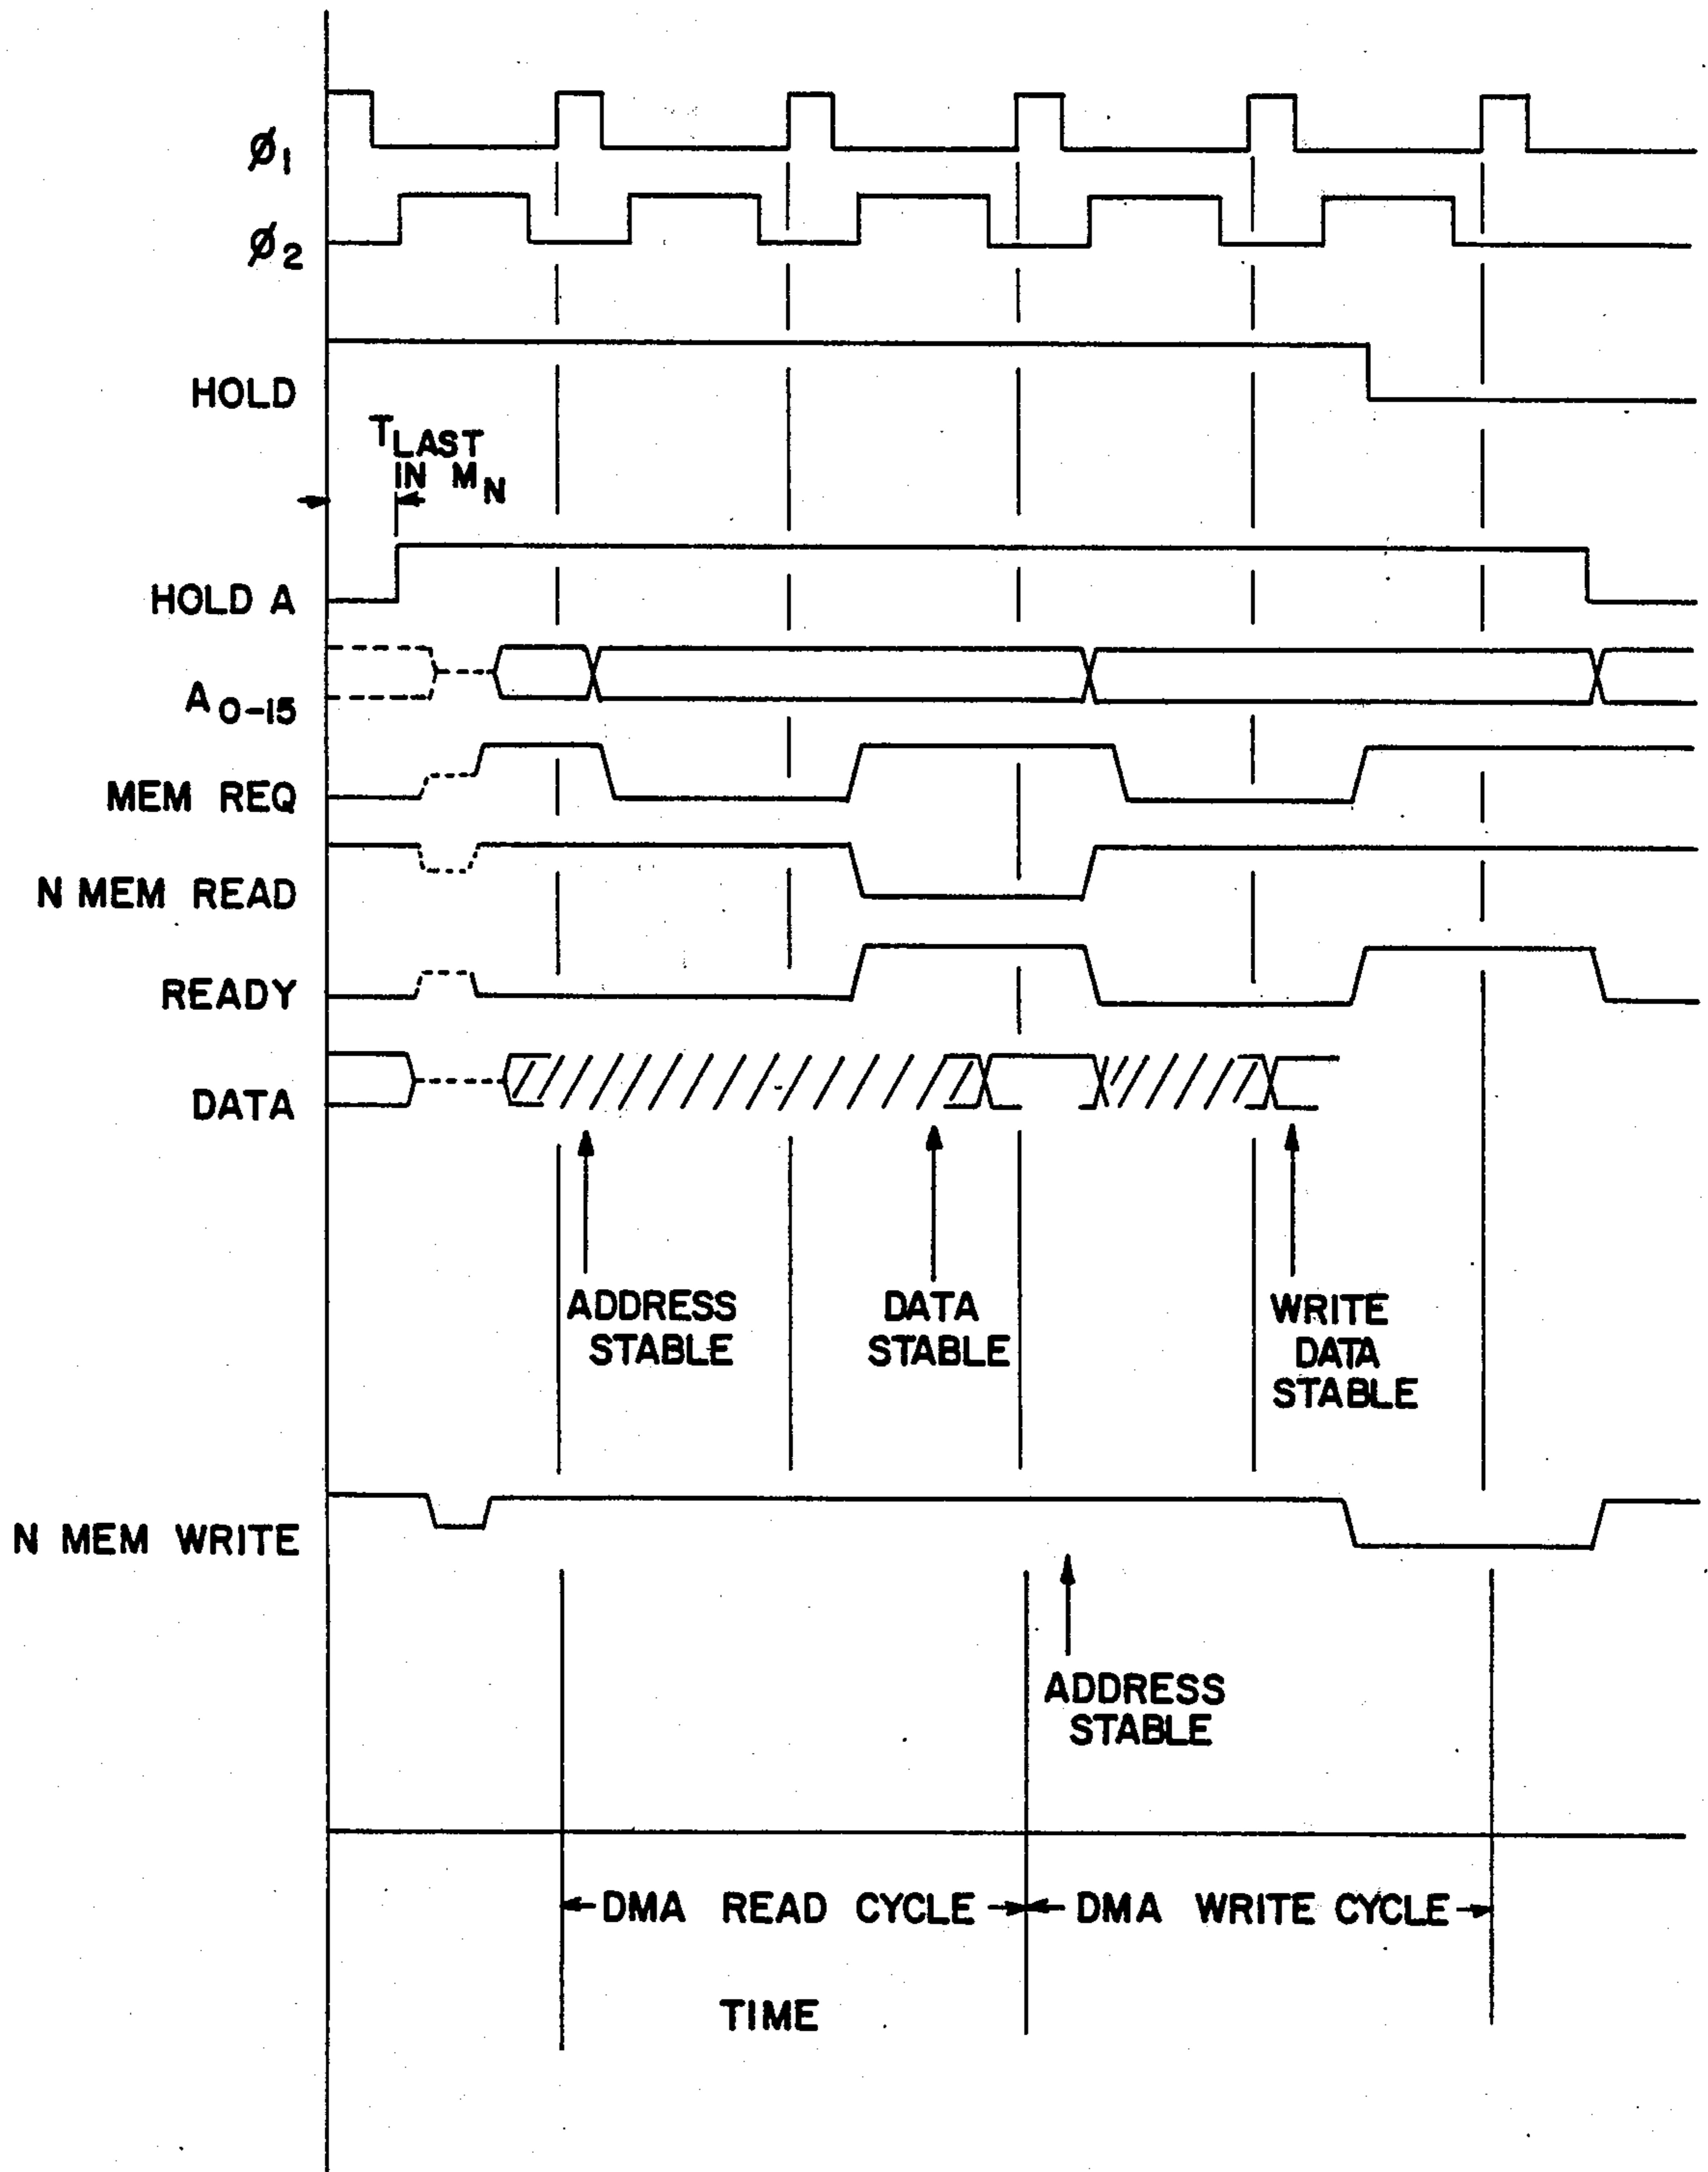 Ø1
Ø2
HOLD
TLAST
IN MN
HOLD A
A0-15
MEM REQ
N MEM READ
READY
DATA
ADDRESS
STABLE
DATA
STABLE
WRITE
DATA
STABLE
N MEM WRITE
ADDRESS
STABLE
DMA READ CYCLE
DMA WRITE CYCLE
TIME